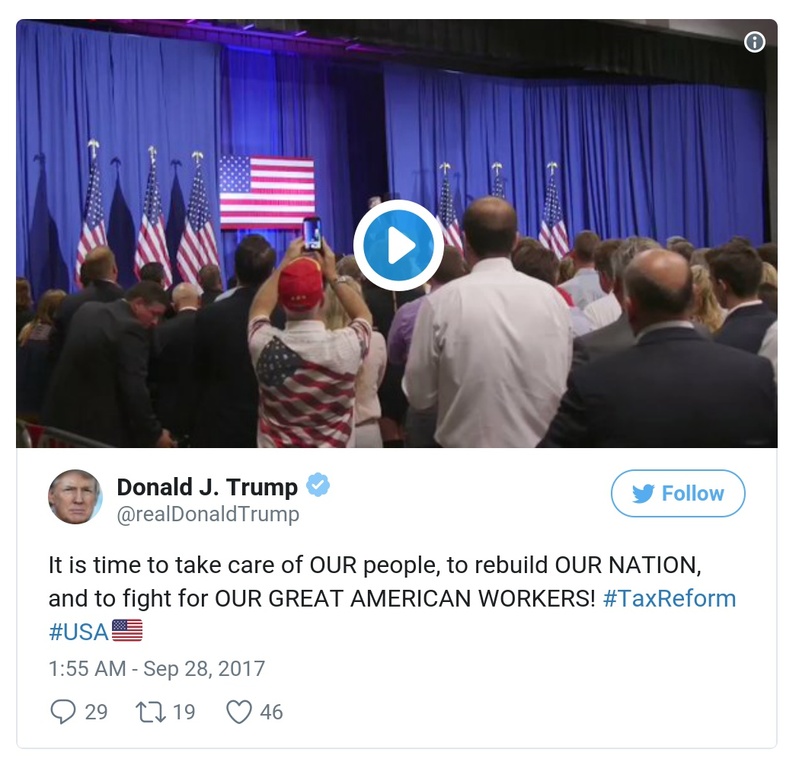 Donald J. Trump
@realDonaldTrump
Follow
It is time to take care of OUR people, to rebuild OUR NATION,
and to fight for OUR GREAT AMERICAN WORKERS! #TaxReform
#USA🇺🇸
1:55 AM - Sep 28, 2017
29 19 46